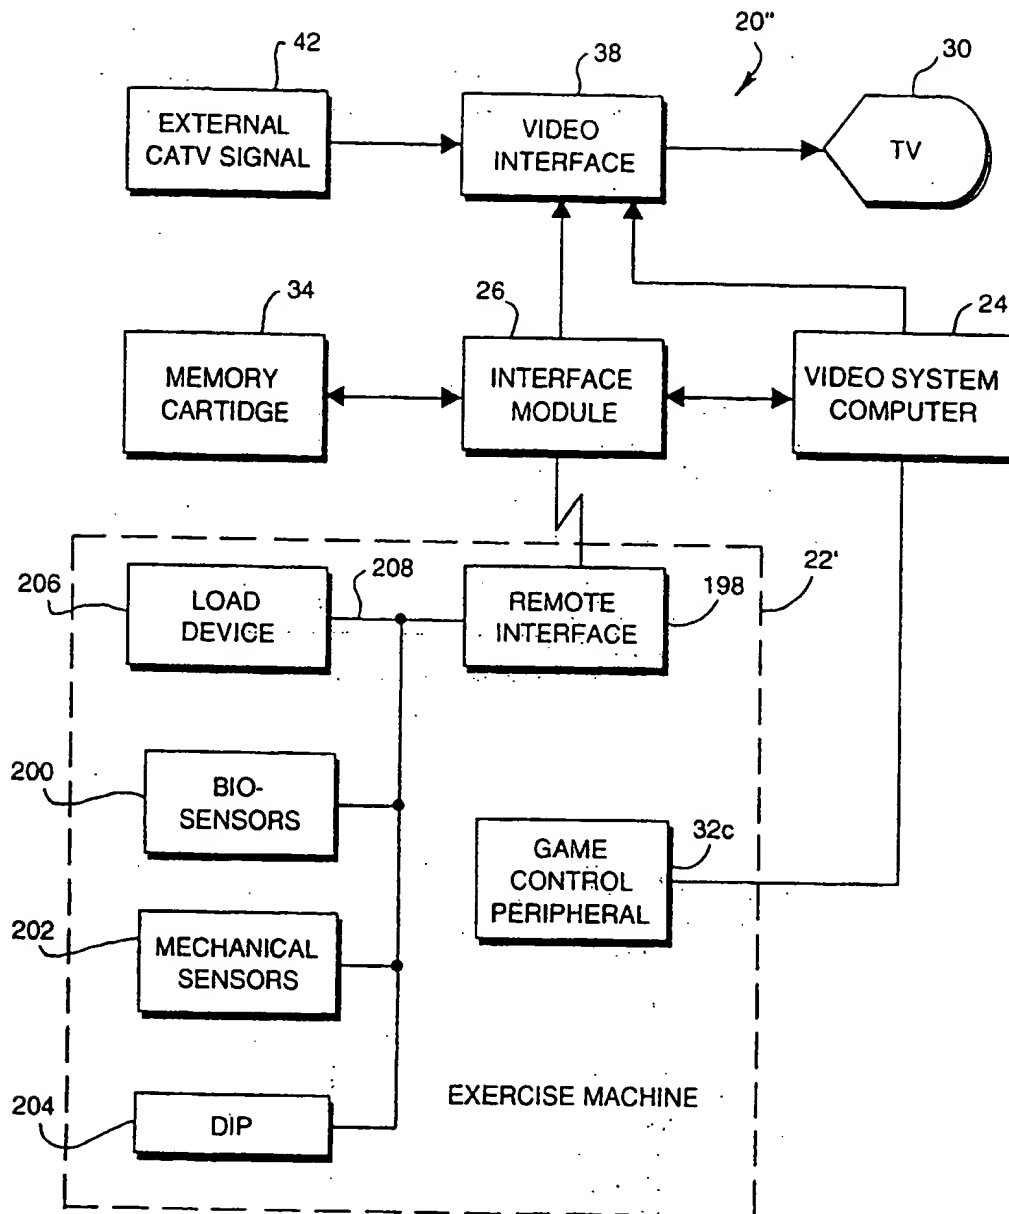 20"
42
38
30
EXTERNAL
CATV SIGNAL
VIDEO
INTERFACE
TV
34
26
24
MEMORY
CARTIDGE
INTERFACE
MODULE
VIDEO SYSTEM
COMPUTER
206
LOAD
DEVICE
208
REMOTE
INTERFACE
198
22'
200
BIO-
SENSORS
32c
GAME
CONTROL
PERIPHERAL
202
MECHANICAL
SENSORS
204
DIP
EXERCISE MACHINE